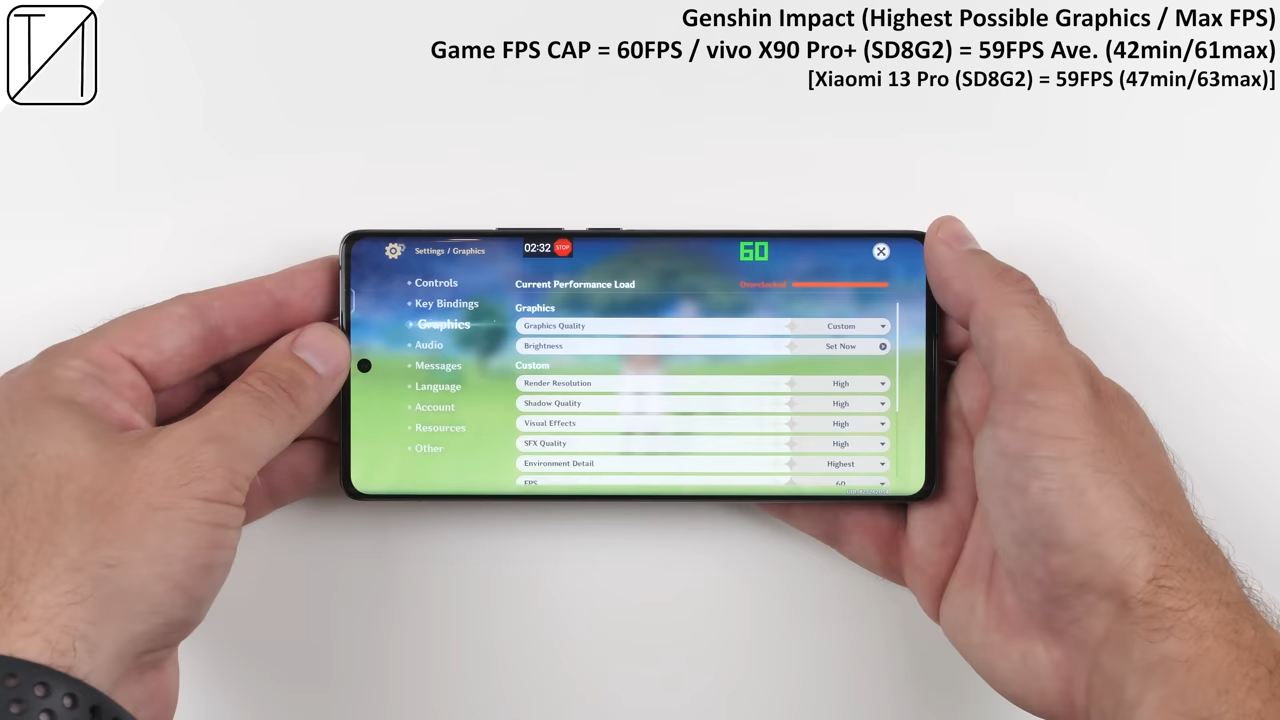 Genshin Impact (Highest Possible Graphics / Max FPS)
Game FPS CAP = 60FPS / vivo X90 Pro+ (SD8G2) = 59FPS Ave. (42min/61max)
[Xiaomi 13 Pro (SD8G2) = 59FPS (47min/63max)]
Settings / Graphics
02:32 STOP
60
Controls
Key Bindings
Graphics
Audio
Messages
Language
Account
Resources
Other
Current Performance Load Overclocked
Graphics
Graphics Quality Custom
Brightness Set Now
Custom
Render Resolution High
Shadow Quality High
Visual Effects High
SFX Quality High
Environment Detail Highest
FPS 60